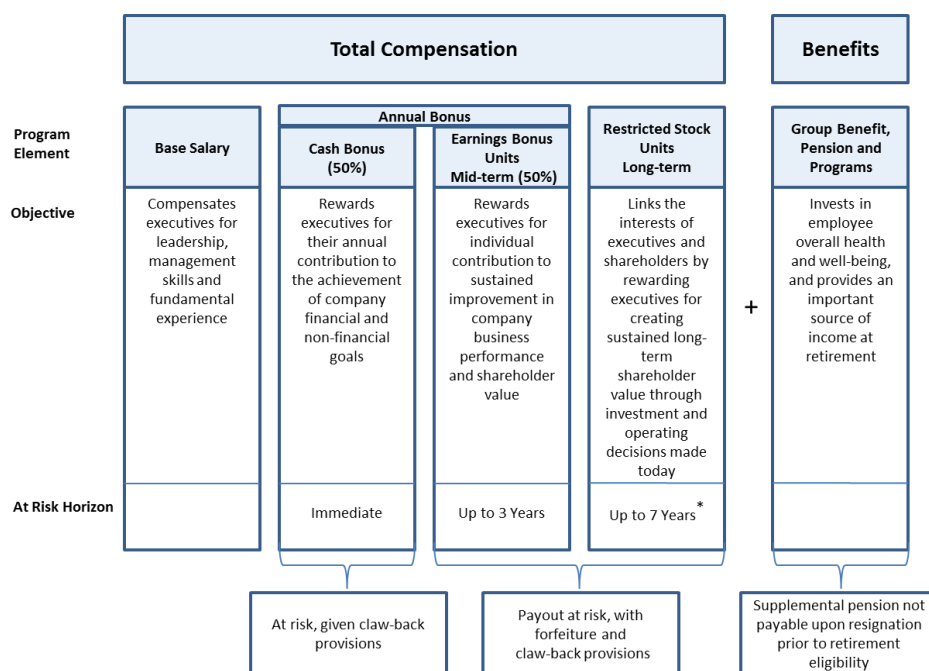 Total Compensation
Benefits
Program
Element
Base Salary
Annual Bonus
Cash Bonus
(50%)
Earnings Bonus
Units
Mid-term (50%)
Restricted Stock
Units
Long-term
Group Benefit,
Pension and
Programs
Objective
Compensates
executives for
leadership,
management
skills and
fundamental
experience
Rewards
executives for
their annual
contribution to
the achievement
of company
financial and
non-financial
goals
Rewards
executives for
individual
contribution to
sustained
improvement in
company
business
performance
and shareholder
value
Links the
interests of
executives and
shareholders by
rewarding
executives for
creating
sustained long-
term
shareholder
value through
investment and
operating
decisions made
today
+
Invests in
employee
overall health
and well-being,
and provides an
important
source of
income at
retirement
At Risk Horizon
Immediate
Up to 3 Years
Up to 7 Years*
At risk, given claw-back
provisions
Payout at risk, with
forfeiture and
claw-back provisions
Supplemental pension not
payable upon resignation
prior to retirement
eligibility